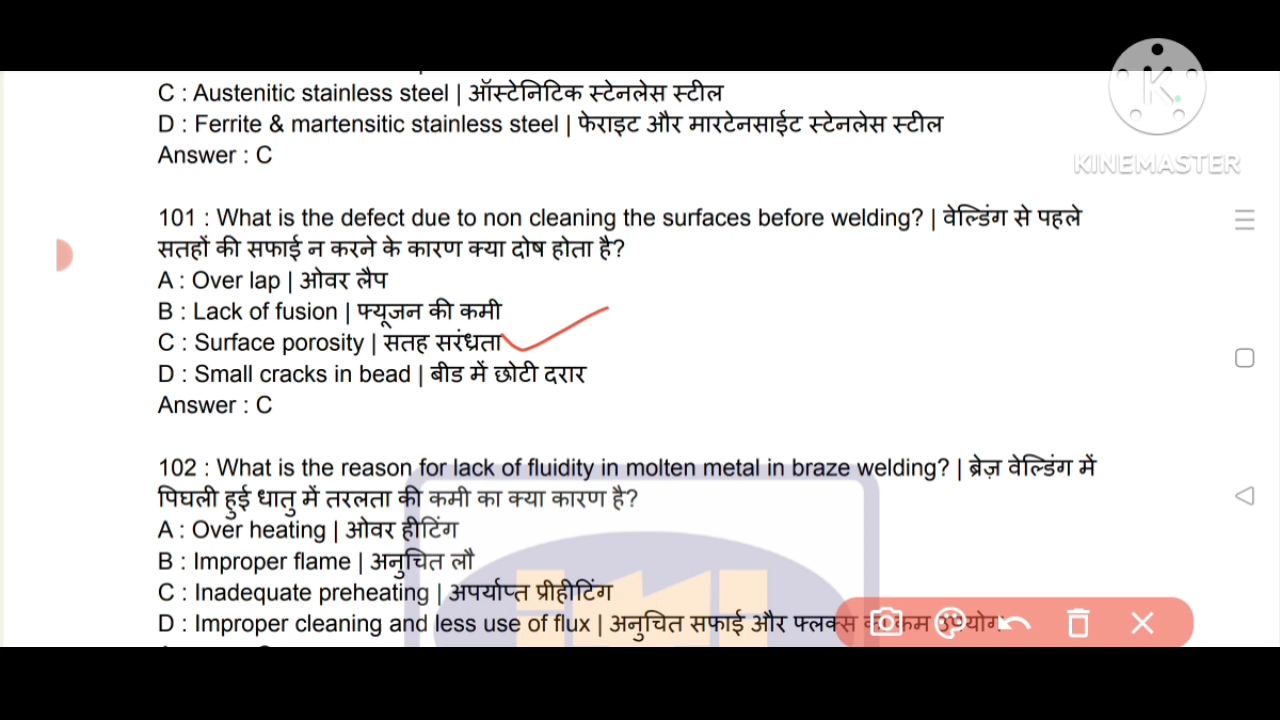 C : Austenitic stainless steel | ऑस्टेनिटिक स्टेनलेस स्टील
D : Ferrite & martensitic stainless steel | फेराइट और मारटेनसाईट स्टेनलेस स्टील
Answer : C
KINEMASTER
101 : What is the defect due to non cleaning the surfaces before welding? | वेल्डिंग से पहले
सतहों की सफाई न करने के कारण क्या दोष होता है?
A : Over lap | ओवर लैप
B : Lack of fusion | फ्यूजन की कमी
C : Surface porosity | सतह सरंध्रता
D : Small cracks in bead | बीड में छोटी दरार
Answer : C
102 : What is the reason for lack of fluidity in molten metal in braze welding? | ब्रेज़ वेल्डिंग में
पिघली हुई धातु में तरलता की कमी का क्या कारण है?
A : Over heating | ओवर हीटिंग
B : Improper flame | अनुचित लौ
C : Inadequate preheating | अपर्याप्त प्रीहीटिंग
D : Improper cleaning and less use of flux | अनुचित सफाई और फ्लक्स का कम उपयोग